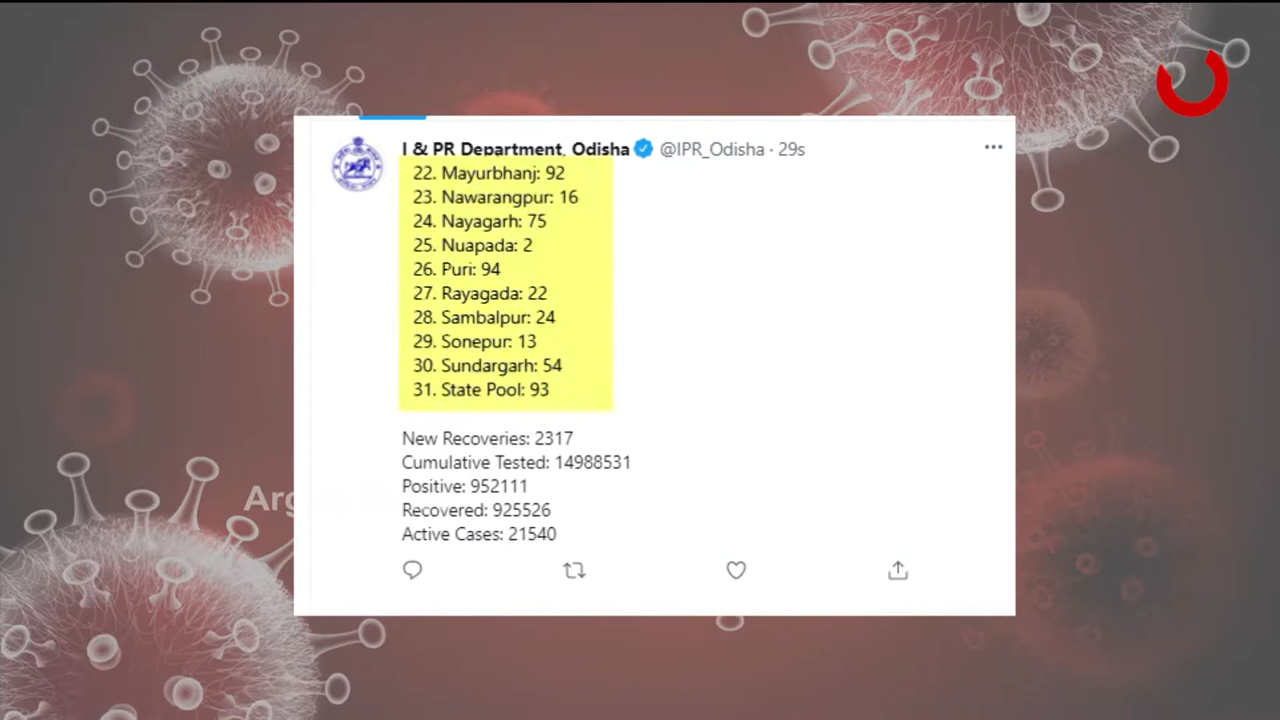 I & PR Department, Odisha @IPR_Odisha · 29s
22. Mayurbhanj: 92
23. Nawarangpur: 16
24. Nayagarh: 75
25. Nuapada: 2
26. Puri: 94
27. Rayagada: 22
28. Sambalpur: 24
29. Sonepur: 13
30. Sundargarh: 54
31. State Pool: 93
New Recoveries: 2317
Cumulative Tested: 14988531
Positive: 952111
Recovered: 925526
Active Cases: 21540